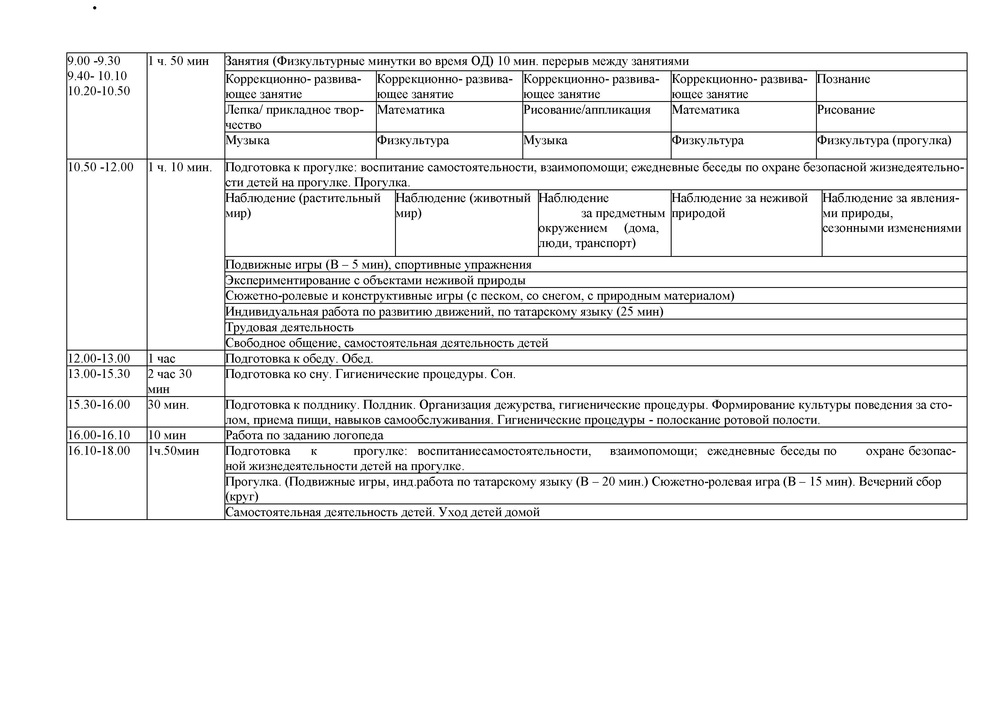 •
9.00 -9.30
9.40- 10.10
10.20-10.50
1 ч. 50 мин
Занятия (Физкультурные минутки во время ОД) 10 мин. перерыв между занятиями
Коррекционно- развива-
ющее занятие
Коррекционно- развива-
ющее занятие
Коррекционно- развива-
ющее занятие
Коррекционно- развива-
ющее занятие
Познание
Лепка/ прикладное твор-
чество
Математика
Рисование/аппликация
Математика
Рисование
Музыка
Физкультура
Музыка
Физкультура
Физкультура (прогулка)
10.50 -12.00
1 ч. 10 мин.
Подготовка к прогулке: воспитание самостоятельности, взаимопомощи; ежедневные беседы по охране безопасной жизнедеятельно-
сти детей на прогулке. Прогулка.
Наблюдение (растительный
мир)
Наблюдение (животный
мир)
Наблюдение
за предметным
окружением (дома,
люди, транспорт)
Наблюдение за неживой
природой
Наблюдение за явления-
ми природы,
сезонными изменениями
Подвижные игры (В – 5 мин), спортивные упражнения
Экспериментирование с объектами неживой природы
Сюжетно-ролевые и конструктивные игры (с песком, со снегом, с природным материалом)
Индивидуальная работа по развитию движений, по татарскому языку (25 мин)
Трудовая деятельность
Свободное общение, самостоятельная деятельность детей
12.00-13.00
1 час
Подготовка к обеду. Обед.
13.00-15.30
2 час 30
мин
Подготовка ко сну. Гигиенические процедуры. Сон.
15.30-16.00
30 мин.
Подготовка к полднику. Полдник. Организация дежурства, гигиенические процедуры. Формирование культуры поведения за сто-
лом, приема пищи, навыков самообслуживания. Гигиенические процедуры - полоскание ротовой полости.
16.00-16.10
10 мин
Работа по заданию логопеда
16.10-18.00
1ч.50мин
Подготовка к прогулке: воспитаниесамостоятельности, взаимопомощи; ежедневные беседы по охране безопас-
ной жизнедеятельности детей на прогулке.
Прогулка. (Подвижные игры, инд.работа по татарскому языку (В – 20 мин.) Сюжетно-ролевая игра (В – 15 мин). Вечерний сбор
(круг)
Самостоятельная деятельность детей. Уход детей домой